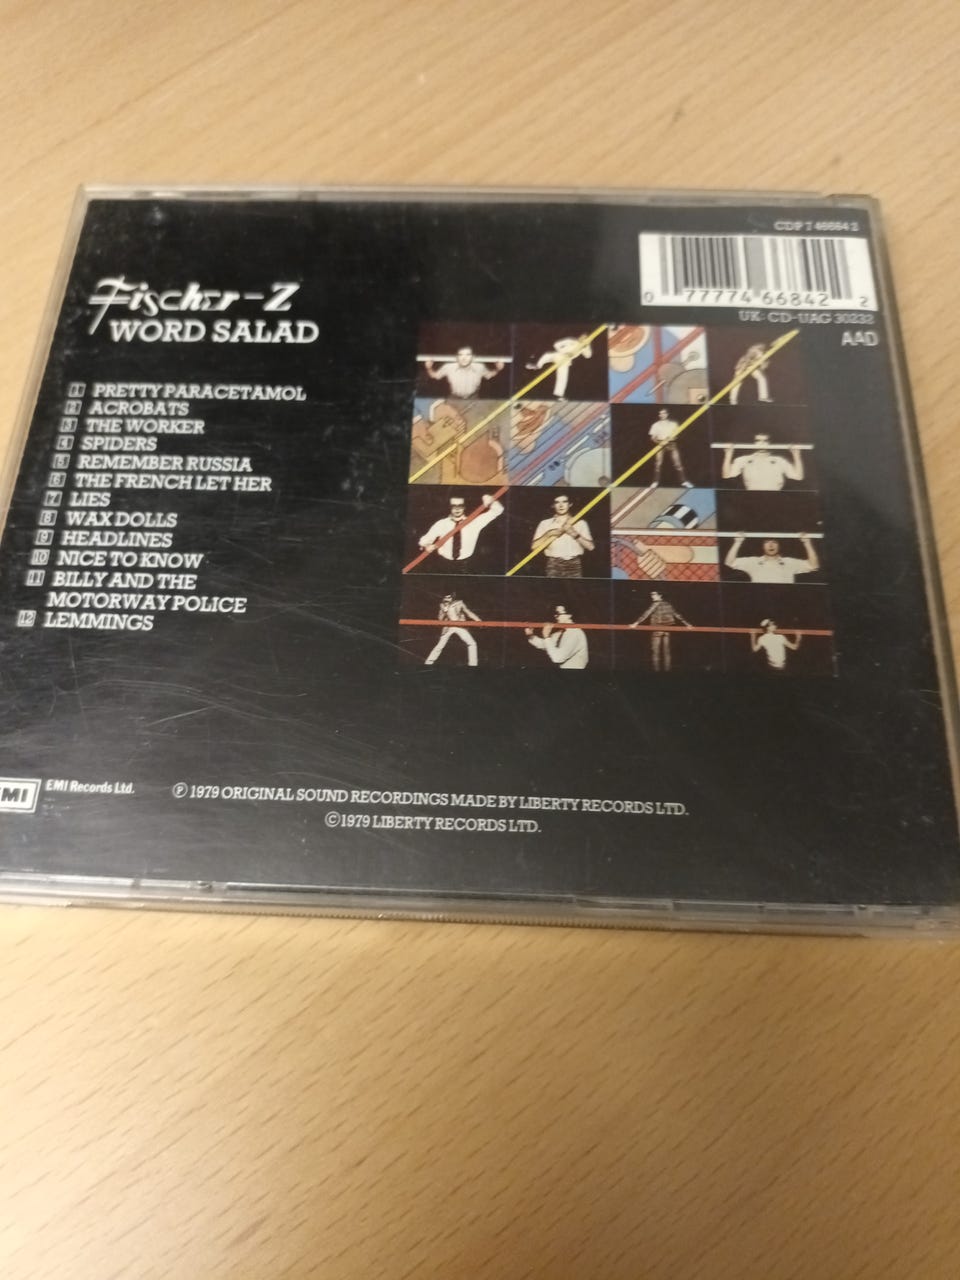 CDP 7 46684 2
0 77774 66842 2
UK: CD-UAG 30232
AAD
Fischer-Z
WORD SALAD
1 PRETTY PARACETAMOL
2 ACROBATS
3 THE WORKER
4 SPIDERS
5 REMEMBER RUSSIA
6 THE FRENCH LET HER
7 LIES
8 WAX DOLLS
9 HEADLINES
10 NICE TO KNOW
11 BILLY AND THE
MOTORWAY POLICE
12 LEMMINGS
EMI
EMI Records Ltd.
Ⓟ 1979 ORIGINAL SOUND RECORDINGS MADE BY LIBERTY RECORDS LTD.
©1979 LIBERTY RECORDS LTD.